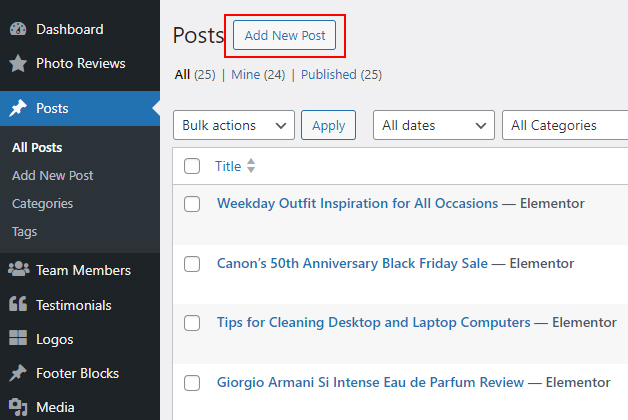 Dashboard
Photo Reviews
Posts
All Posts
Add New Post
Categories
Tags
Team Members
Testimonials
Logos
Footer Blocks
Media
Posts Add New Post
All (25) | Mine (24) | Published (25)
Bulk actions Apply All dates All Categories
Title
Weekday Outfit Inspiration for All Occasions — Elementor
Canon’s 50th Anniversary Black Friday Sale — Elementor
Tips for Cleaning Desktop and Laptop Computers — Elementor
Giorgio Armani Si Intense Eau de Parfum Review — Elementor